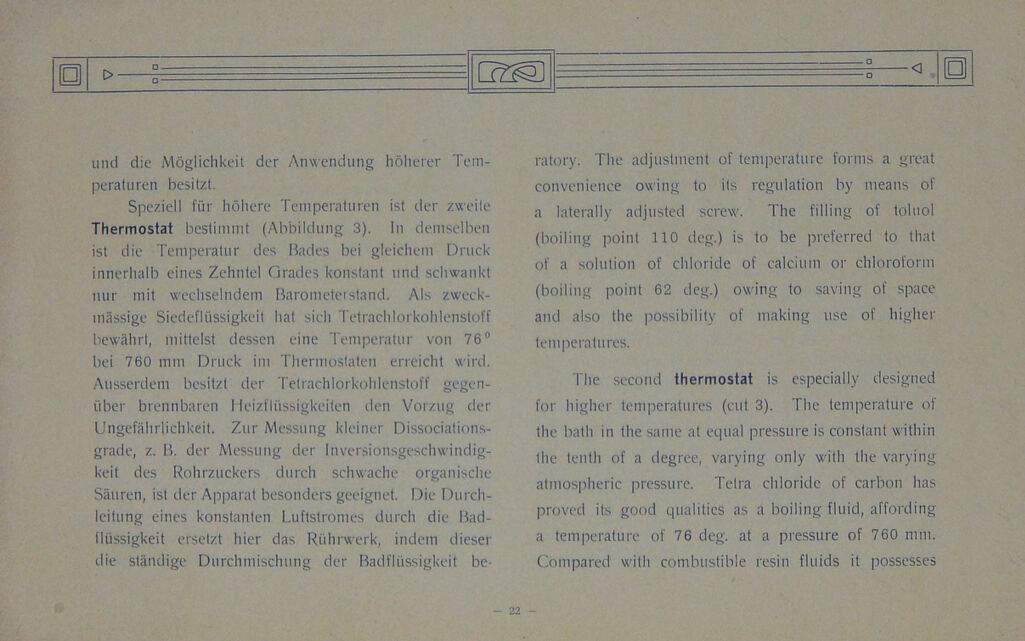 und die Möglichkeit der Anwendung höherer Tem-
peraturen besitzt.
Speziell für höhere Temperaturen ist der zweite
Thermostat bestimmt (Abbildung 3). In demselben
ist die Temperatur des Bades bei gleichem Druck
innerhalb eines Zehntel Grades konstant und schwankt
nur mit wechselndem Barometerstand. Als zweck-
mässige Siedeflüssigkeit hat sich Tetrachlorkohlenstoff
bewährt, mittelst dessen eine Temperatur von 76°
bei 760 mm Druck im Thermostaten erreicht wird.
Ausserdem besitzt der Tetrachlorkohlenstoff gegen-
über brennbaren Heizflüssigkeiten den Vorzug der
Ungefährlichkeit. Zur Messung kleiner Dissociations-
grade, z. B. der Messung der Inversionsgeschwindig-
keit des Rohrzuckers durch schwache organische
Säuren, ist der Apparat besonders geeignet. Die Durch-
leitung eines konstanten Luftstromes durch die Bad-
flüssigkeit ersetzt hier das Rührwerk, indem dieser
die ständige Durchmischung der Badflüssigkeit be-
ratory. The adjustment of temperature forms a great
convenience owing to its regulation by means of
a laterally adjusted screw. The filling of toluol
(boiling point 110 deg.) is to be preferred to that
of a solution of chloride of calcium or chloroform
(boiling point 62 deg.) owing to saving of space
and also the possibility of making use of higher
temperatures.
The second thermostat is especially designed
for higher temperatures (cut 3). The temperature of
the bath in the same at equal pressure is constant within
the tenth of a degree, varying only with the varying
atmospheric pressure. Tetra chloride of carbon has
proved its good qualities as a boiling fluid, affording
a temperature of 76 deg. at a pressure of 760 mm.
Compared with combustible resin fluids it possesses
– 22 –